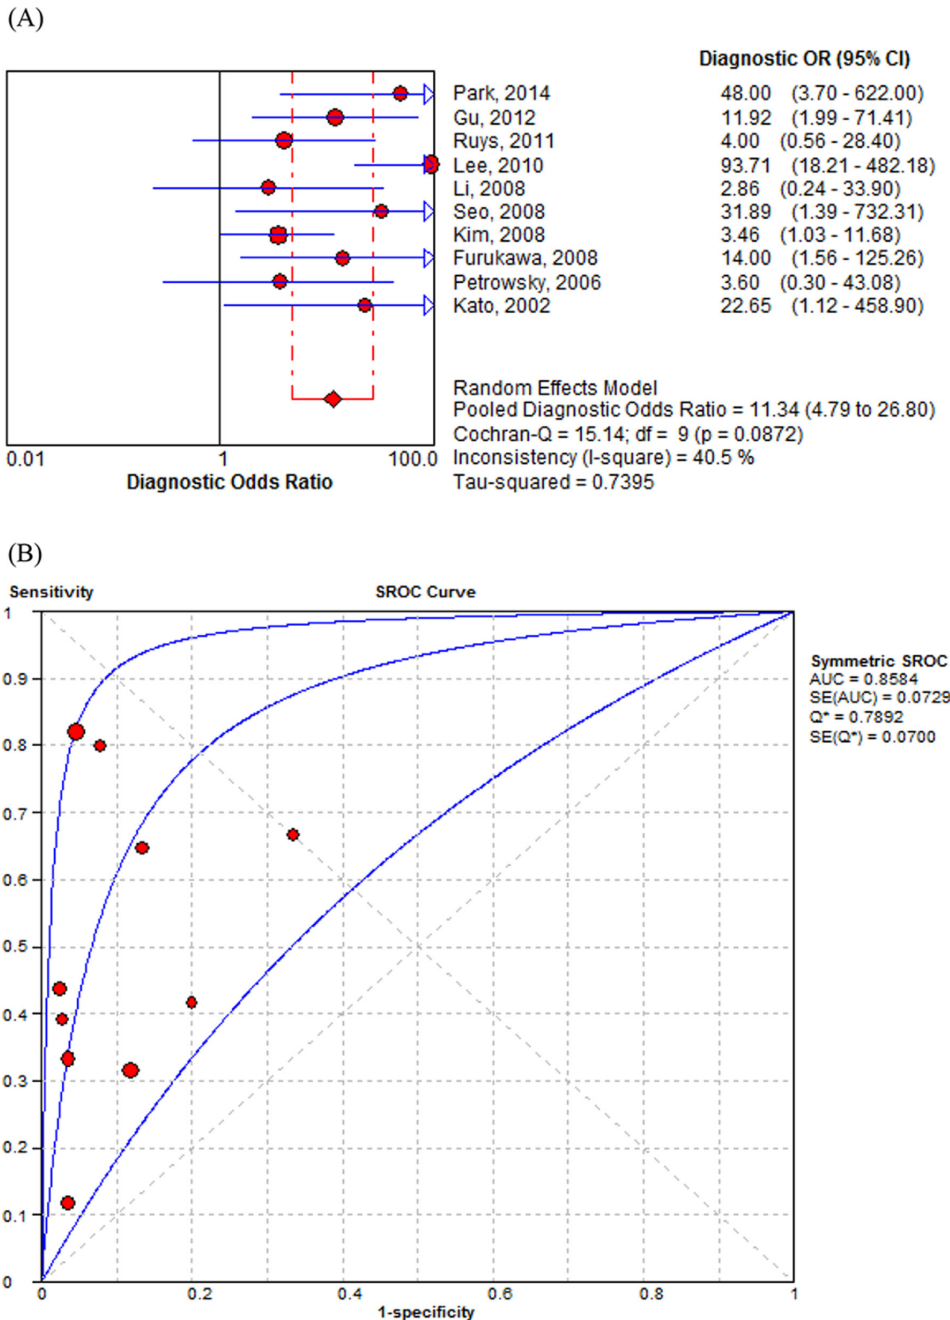 (A)
Diagnostic OR (95% CI)
Park, 2014 48.00 (3.70 - 622.00)
Gu, 2012 11.92 (1.99 - 71.41)
Ruys, 2011 4.00 (0.56 - 28.40)
Lee, 2010 93.71 (18.21 - 482.18)
Li, 2008 2.86 (0.24 - 33.90)
Seo, 2008 31.89 (1.39 - 732.31)
Kim, 2008 3.46 (1.03 - 11.68)
Furukawa, 2008 14.00 (1.56 - 125.26)
Petrowsky, 2006 3.60 (0.30 - 43.08)
Kato, 2002 22.65 (1.12 - 458.90)
Random Effects Model
Pooled Diagnostic Odds Ratio = 11.34 (4.79 to 26.80)
Cochran-Q = 15.14; df = 9 (p = 0.0872)
Inconsistency (I-square) = 40.5 %
Tau-squared = 0.7395
0.01 1 100.0
Diagnostic Odds Ratio
(B)
Sensitivity SROC Curve
1
0.9
0.8
0.7
0.6
0.5
0.4
0.3
0.2
0.1
0
Symmetric SROC
AUC = 0.8584
SE(AUC) = 0.0729
Q* = 0.7892
SE(Q*) = 0.0700
0 0.2 0.4 0.6 0.8 1
1-specificity